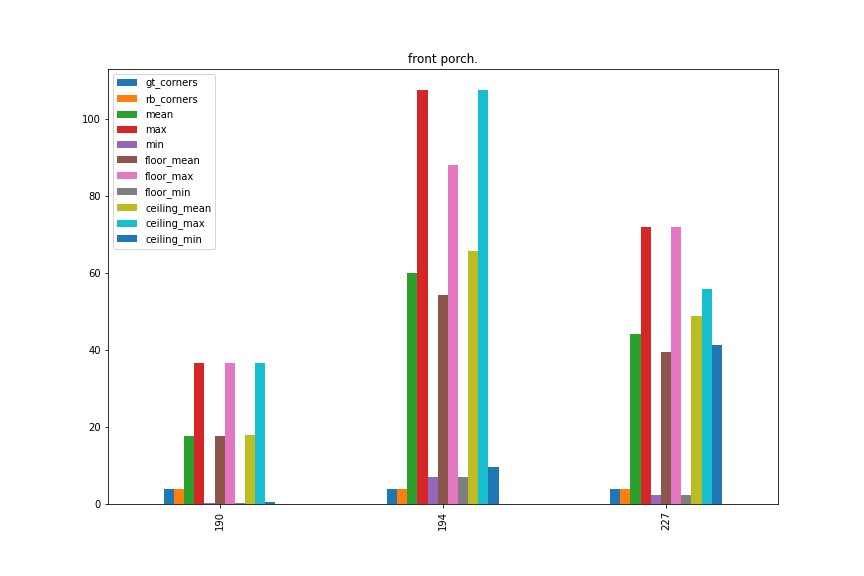 front porch.
gt_corners
rb_corners
mean
max
min
floor_mean
floor_max
floor_min
ceiling_mean
ceiling_max
ceiling_min
100
80
60
40
20
0
190
194
227